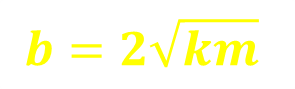 b = 2√km